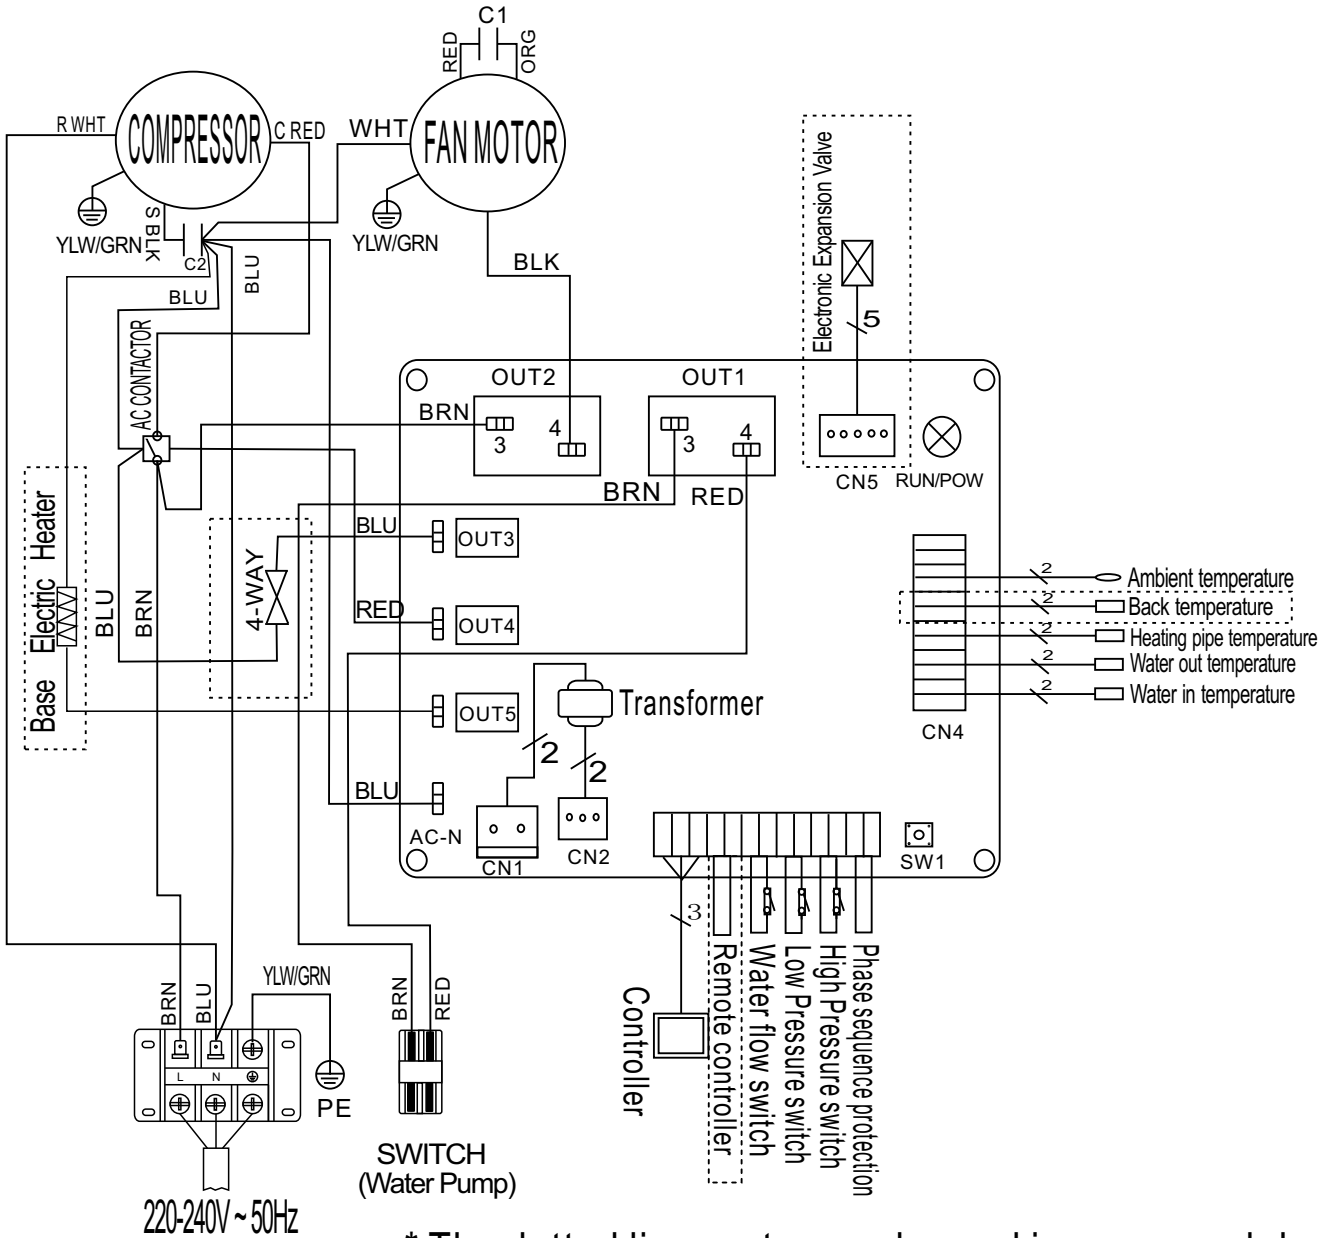 C1
RED
ORG
R WHT
COMPRESSOR
C RED
WHT
FAN MOTOR
YLW/GRN
S BLK
C2
BLU
BLU
YLW/GRN
BLK
Electronic Expansion Valve
5
AC CONTACTOR
OUT2
OUT1
BRN
3
4
3
4
CN5
RUN/POW
BRN
RED
Base Electric Heater
BLU
BRN
4-WAY
BLU
OUT3
RED
OUT4
OUT5
BLU
AC-N
Transformer
2
2
CN1
CN2
2
Ambient temperature
2
Back temperature
2
Heating pipe temperature
2
Water out temperature
2
Water in temperature
CN4
SW1
3
Controller
Remote controller
Water flow switch
Low Pressure switch
High Pressure switch
Phase sequence protection
BRN
BLU
YLW/GRN
L
N
PE
BRN
RED
SWITCH
(Water Pump)
220-240V ~ 50Hz